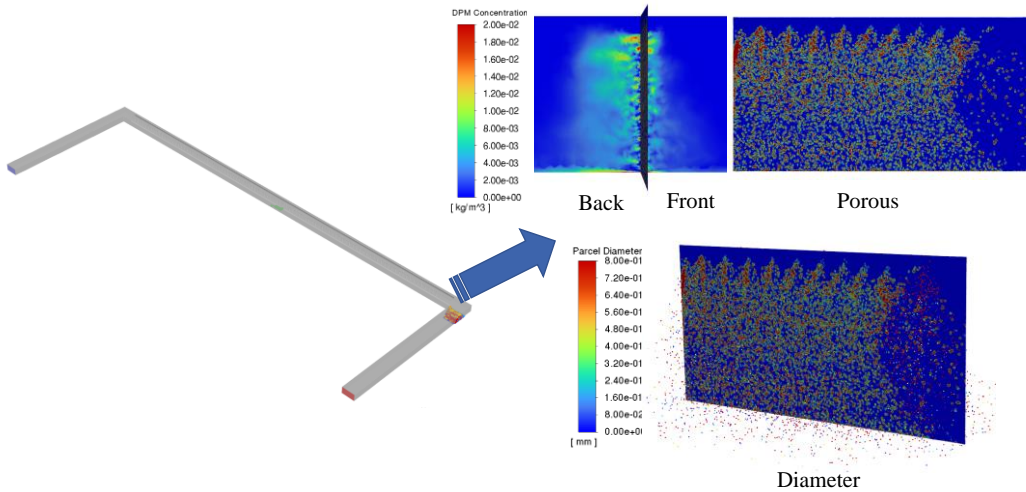 DPM Concentration
2.00e-02
1.80e-02
1.60e-02
1.40e-02
1.20e-02
1.00e-02
8.00e-03
6.00e-03
4.00e-03
2.00e-03
0.00e+00
[ kg/m^3 ]
Back
Front
Porous
Parcel Diameter
8.00e-01
7.20e-01
6.40e-01
5.60e-01
4.80e-01
4.00e-01
3.20e-01
2.40e-01
1.60e-01
8.00e-02
0.00e+0
[ mm ]
Diameter